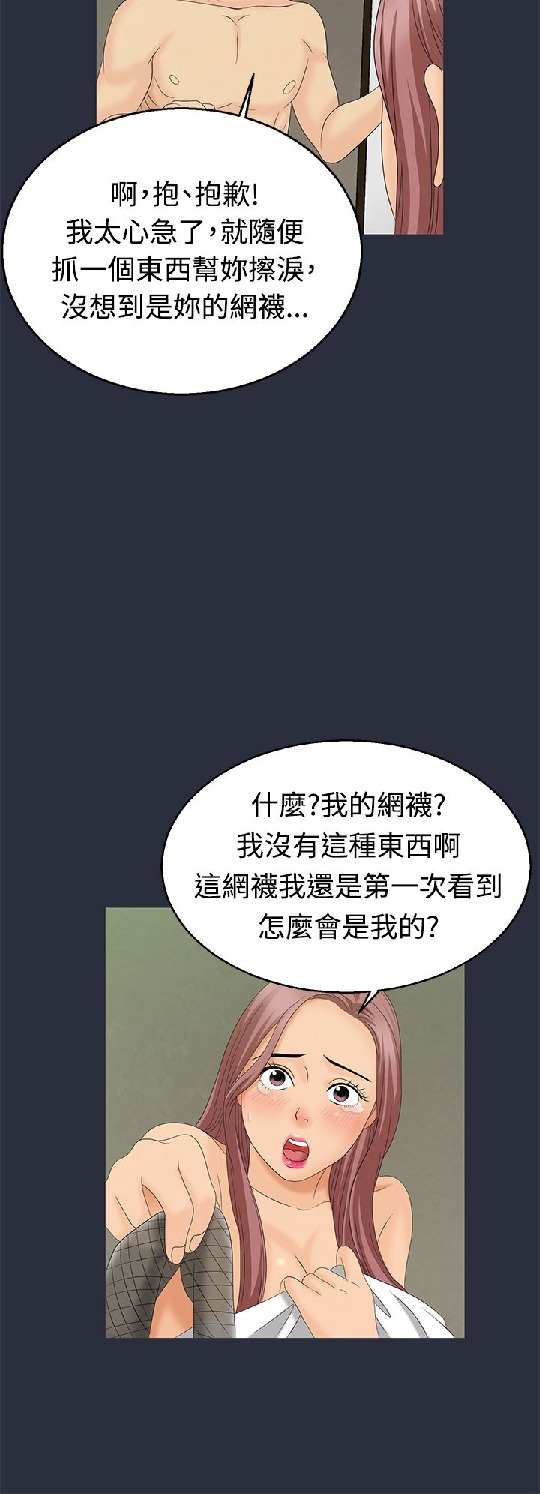 啊,抱、抱歉!
我太心急了,就隨便
抓一個東西幫妳擦淚,
沒想到是妳的網襪...
什麼?我的網襪?
我沒有這種東西啊
這網襪我還是第一次看到
怎麼會是我的?